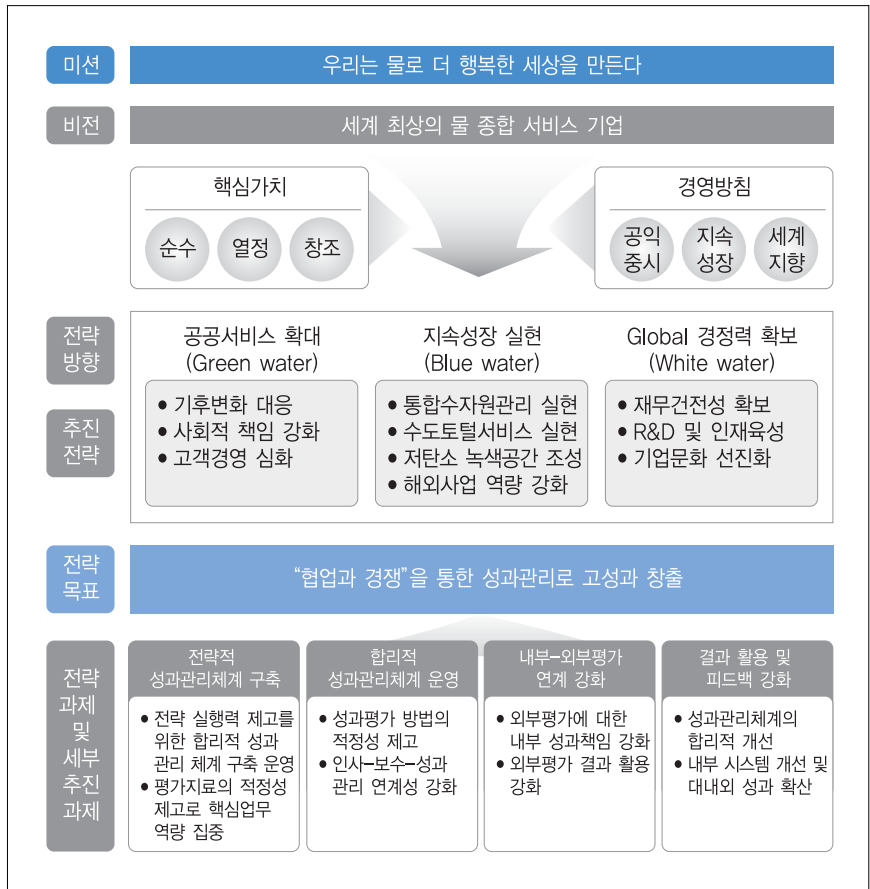 미션
우리는 물로 더 행복한 세상을 만든다
비전
세계 최상의 물 종합 서비스 기업
핵심가치
순수
열정
창조
경영방침
공익
중시
지속
성장
세계
지향
전략
방향
공공서비스 확대
(Green water)
지속성장 실현
(Blue water)
Global 경정력 확보
(White water)
추진
전략
• 기후변화 대응
• 사회적 책임 강화
• 고객경영 심화
• 통합수자원관리 실현
• 수도토털서비스 실현
• 저탄소 녹색공간 조성
• 해외사업 역량 강화
• 재무건전성 확보
• R&D 및 인재육성
• 기업문화 선진화
전략
목표
“협업과 경쟁”을 통한 성과관리로 고성과 창출
전략
과제
및
세부
추진
과제
전략적
성과관리체계 구축
• 전략 실행력 제고를
위한 합리적 성과
관리 체계 구축 운영
• 평가지료의 적정성
제고로 핵심업무
역량 집중
합리적
성과관리체계 운영
• 성과평가 방법의
적정성 제고
• 인사–보수–성과
관리 연계성 강화
내부–외부평가
연계 강화
• 외부평가에 대한
내부 성과책임 강화
• 외부평가 결과 활용
강화
결과 활용 및
피드백 강화
• 성과관리체계의
합리적 개선
• 내부 시스템 개선 및
대내외 성과 확산